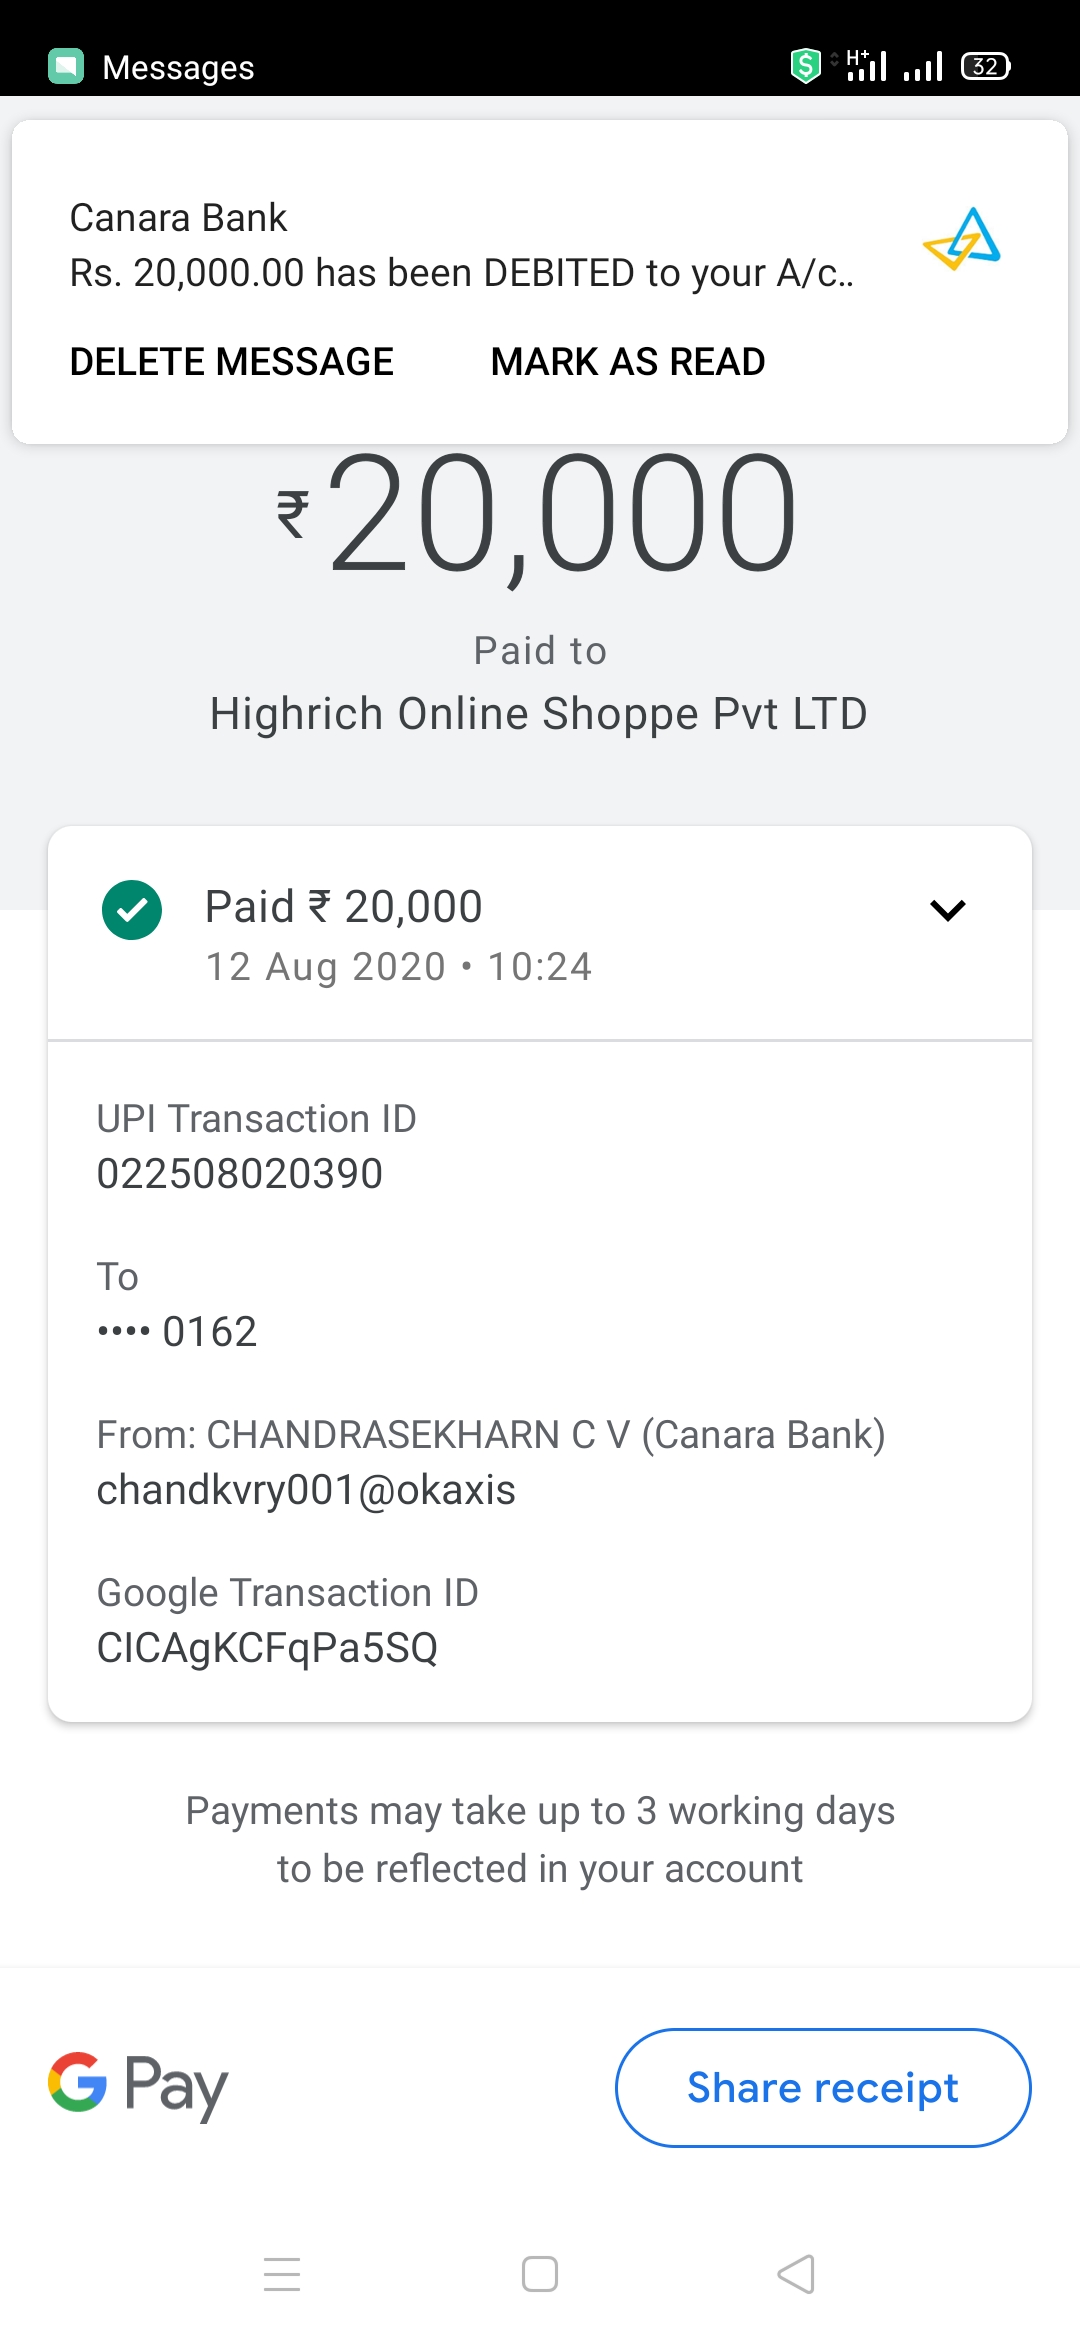 Messages
H+
32
Canara Bank
Rs. 20,000.00 has been DEBITED to your A/c..
DELETE MESSAGE MARK AS READ
₹20,000
Paid to
Highrich Online Shoppe Pvt LTD
Paid ₹ 20,000
12 Aug 2020 • 10:24
UPI Transaction ID
022508020390
To
•••• 0162
From: CHANDRASEKHARN C V (Canara Bank)
chandkvry001@okaxis
Google Transaction ID
CICAgKCFqPa5SQ
Payments may take up to 3 working days
to be reflected in your account
G Pay
Share receipt